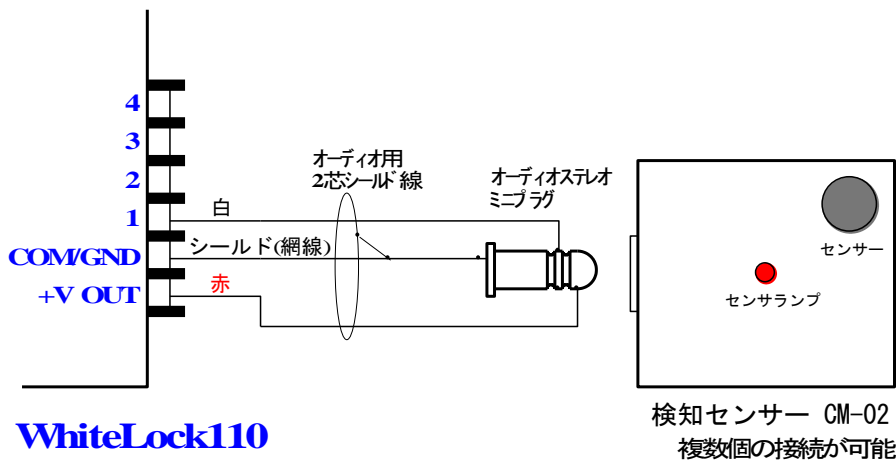 4
3
2
1
COM/GND
+V OUT
オーディオ用
2芯シールド線
白
シールド(網線)
赤
オーディオステレオ
ミニプラグ
センサー
センサランプ
WhiteLock110
検知センサー CM-02
複数個の接続が可能